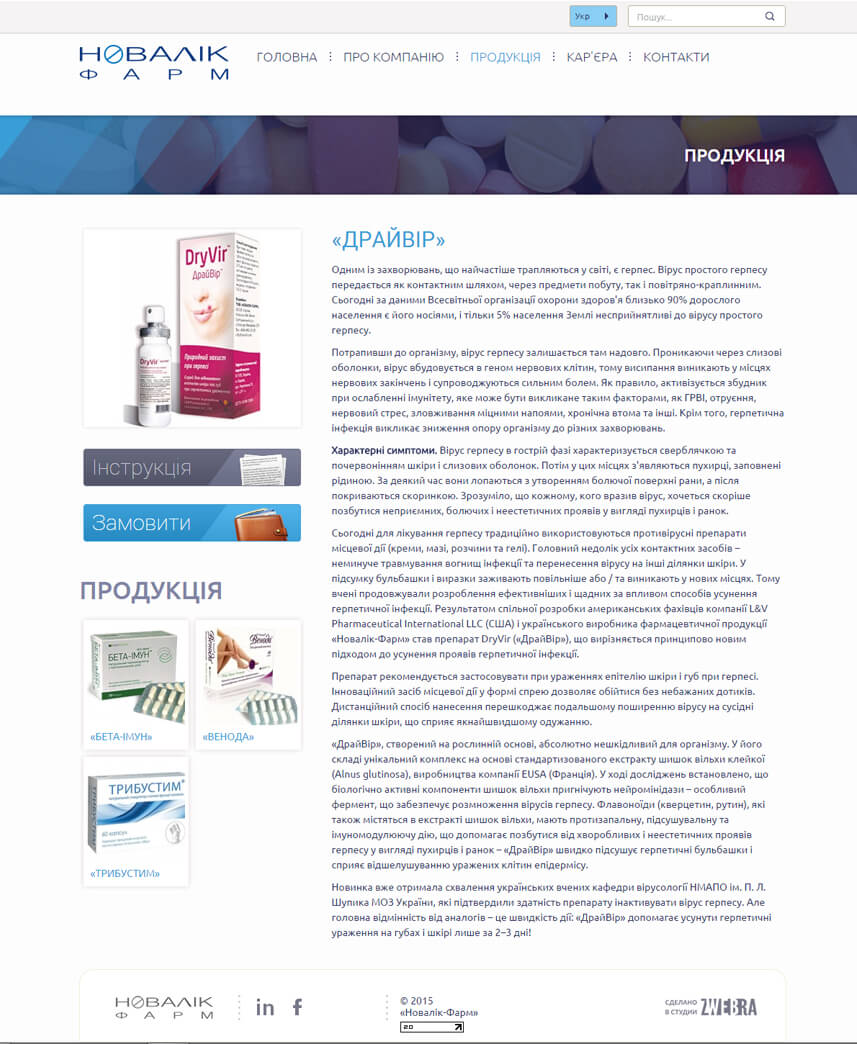 Укр
Пошук...
НОВАЛІК
ФАРМ
ГОЛОВНА
ПРО КОМПАНІЮ
ПРОДУКЦІЯ
КАР'ЄРА
КОНТАКТИ
ПРОДУКЦІЯ
DryVir
ДрайВір
DryVir
Природний захист
при герпесі
Інструкція
Замовити
ПРОДУКЦІЯ
БЕТА-ІМУН
«БЕТА-ІМУН»
Венода
«ВЕНОДА»
ТРИБУСТИМ
60 капсул
«ТРИБУСТИМ»
«ДРАЙВІР»
Одним із захворювань, що найчастіше трапляються у світі, є герпес. Вірус простого герпесу
передається як контактним шляхом, через предмети побуту, так і повітряно-краплинним.
Сьогодні за даними Всесвітньої організації охорони здоров'я близько 90% дорослого
населення є його носіями, і тільки 5% населення Землі несприйнятливі до вірусу простого
герпесу.
Потрапивши до організму, вірус герпесу залишається там надовго. Проникаючи через слизові
оболонки, вірус вбудовується в геном нервових клітин, тому висипання виникають у місцях
нервових закінчень і супроводжуються сильним болем. Як правило, активізується збудник
при ослабленні імунітету, яке може бути викликане таким факторами, як ГРВІ, отруєння,
нервовий стрес, зловживання міцними напоями, хронічна втома та інші. Крім того, герпетична
інфекція викликає зниження опору організму до різних захворювань.
Характерні симптоми. Вірус герпесу в гострій фазі характеризується сверблячкою та
почервонінням шкіри і слизових оболонок. Потім у цих місцях з'являються пухирці, заповнені
рідиною. За деякий час вони лопаються з утворенням болючої поверхні рани, а після
покриваються скоринкою. Зрозуміло, що кожному, кого вразив вірус, хочеться скоріше
позбутися неприємних, болючих і неестетичних проявів у вигляді пухирців і ранок.
Сьогодні для лікування герпесу традиційно використовуються противірусні препарати
місцевої дії (креми, мазі, розчини та гелі). Головний недолік усіх контактних засобів –
неминуче травмування вогнищ інфекції та перенесення вірусу на інші ділянки шкіри. У
підсумку бульбашки і виразки заживають повільніше або / та виникають у нових місцях. Тому
вчені продовжували розроблення ефективніших і щадних за впливом способів усунення
герпетичної інфекції. Результатом спільної розробки американських фахівців компанії L&V
Pharmaceutical International LLC (США) і українського виробника фармацевтичної продукції
«Новалік-Фарм» став препарат DryVir («ДрайВір»), що вирізняється принципово новим
підходом до усунення проявів герпетичної інфекції.
Препарат рекомендується застосовувати при ураженнях епітелію шкіри і губ при герпесі.
Інноваційний засіб місцевої дії у формі спрею дозволяє обійтися без небажаних дотиків.
Дистанційний спосіб нанесення перешкоджає подальшому поширенню вірусу на сусідні
ділянки шкіри, що сприяє якнайшвидшому одужанню.
«ДрайВір», створений на рослинній основі, абсолютно нешкідливий для організму. У його
складі унікальний комплекс на основі стандартизованого екстракту шишок вільхи клейкої
(Alnus glutinosa), виробництва компанії EUSA (Франція). У ході досліджень встановлено, що
біологічно активні компоненти шишок вільхи пригнічують нейромінідази – особливий
фермент, що забезпечує розмноження вірусів герпесу. Флавоноїди (кверцетин, рутин), які
також містяться в екстракті шишок вільхи, мають протизапальну, підсушувальну та
імуномодулюючу дію, що допомагає позбутися від хворобливих і неестетичних проявів
герпесу у вигляді пухирців і ранок – «ДрайВір» швидко підсушує герпетичні бульбашки і
сприяє відшелушуванню уражених клітин епідермісу.
Новинка вже отримала схвалення українських вчених кафедри вірусології НМАПО ім. П. Л.
Шупика МОЗ України, які підтвердили здатність препарату інактивувати вірус герпесу. Але
головна відмінність від аналогів – це швидкість дії: «ДрайВір» допомагає усунути герпетичні
ураження на губах і шкірі лише за 2–3 дні!
НОВАЛІК
ФАРМ
in f
© 2015
«Новалік-Фарм»
2.0
СДЕЛАНО
В СТУДИИ
ZWEBRA